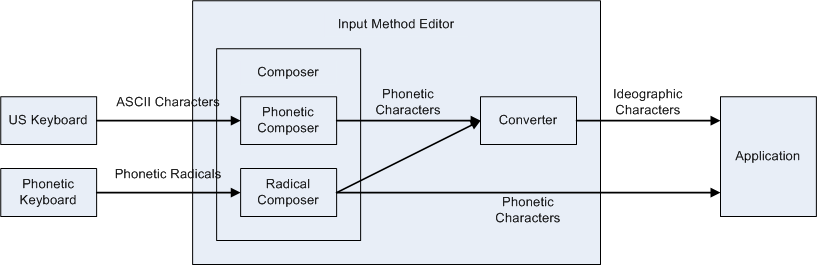 Input Method Editor
Composer
US Keyboard
ASCII Characters
Phonetic
Composer
Phonetic
Characters
Converter
Ideographic
Characters
Application
Phonetic
Keyboard
Phonetic Radicals
Radical
Composer
Phonetic
Characters